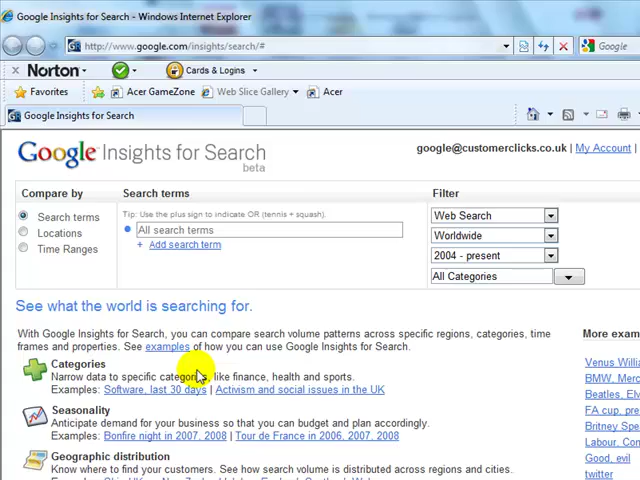 Google Insights for Search - Windows Internet Explorer
http://www.google.com/insights/search/#
Google
x Norton Cards & Logins
Favorites Acer GameZone Web Slice Gallery Acer
Google Insights for Search
Google Insights for Search
beta
google@customerclicks.co.uk | My Account |
Compare by Search terms Filter
Search terms
Locations
Time Ranges
Tip: Use the plus sign to indicate OR (tennis + squash).
All search terms
+ Add search term
Web Search
Worldwide
2004 - present
All Categories
See what the world is searching for.
With Google Insights for Search, you can compare search volume patterns across specific regions, categories, time
frames and properties. See examples of how you can use Google Insights for Search.
Categories
Narrow data to specific categories, like finance, health and sports.
Examples: Software, last 30 days | Activism and social issues in the UK
Seasonality
Anticipate demand for your business so that you can budget and plan accordingly.
Examples: Bonfire night in 2007, 2008 | Tour de France in 2006, 2007, 2008
Geographic distribution
Know where to find your customers. See how search volume is distributed across regions and cities.
More exam
Venus Willi
BMW, Merc
Beatles, El
FA cup, pre
Britney Spe
Labour, Con
Good, evil
twitter